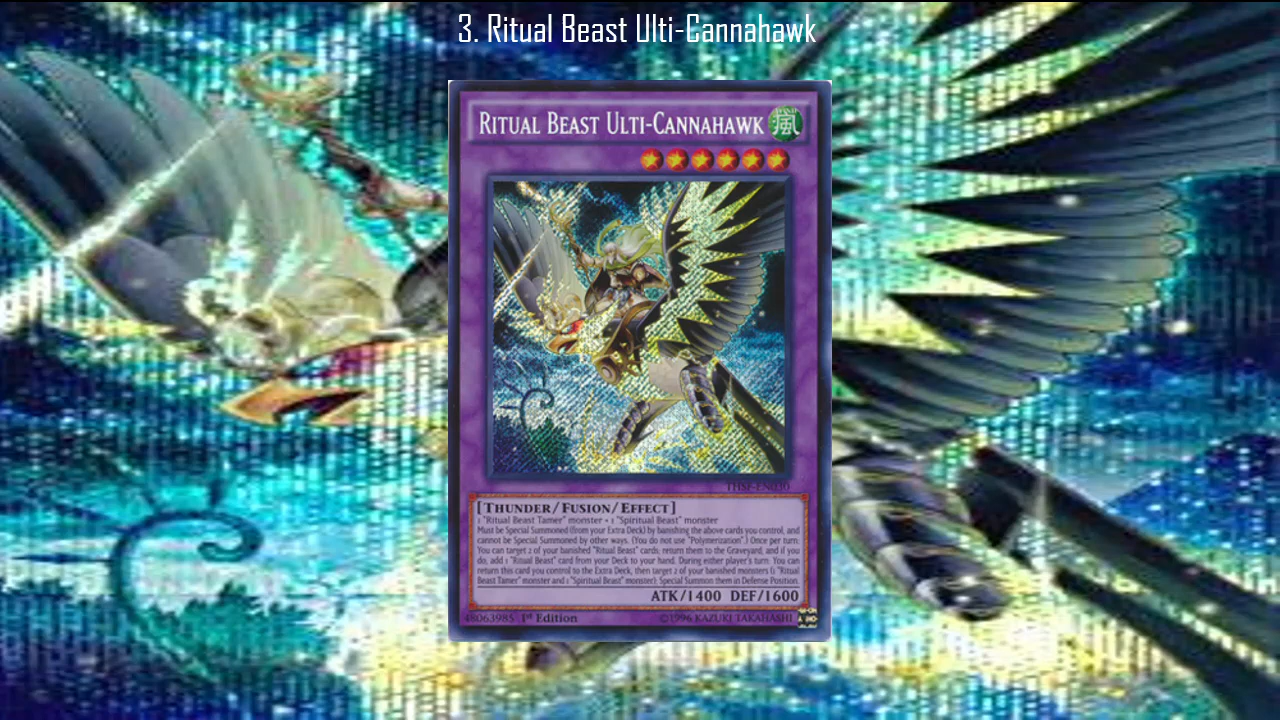 3. Ritual Beast Ulti-Cannahawk
RITUAL BEAST ULTI-CANNAHAWK
WIND
風
THSF-EN030
[THUNDER/FUSION/EFFECT]
1 "Ritual Beast Tamer" monster + 1 "Spiritual Beast" monster
Must be Special Summoned (from your Extra Deck) by banishing the above cards you control, and
cannot be Special Summoned by other ways. (You do not use "Polymerization".) Once per turn:
You can target 2 of your banished "Ritual Beast" cards; return them to the Graveyard, and if you
do, add 1 "Ritual Beast" card from your Deck to your hand. During either player's turn: You can
return this card you control to the Extra Deck, then target 2 of your banished monsters (1 "Ritual
Beast Tamer" monster and 1 "Spiritual Beast" monster); Special Summon them in Defense Position.
ATK/1400 DEF/1600
48063985 1st Edition ©1996 KAZUKI TAKAHASHI